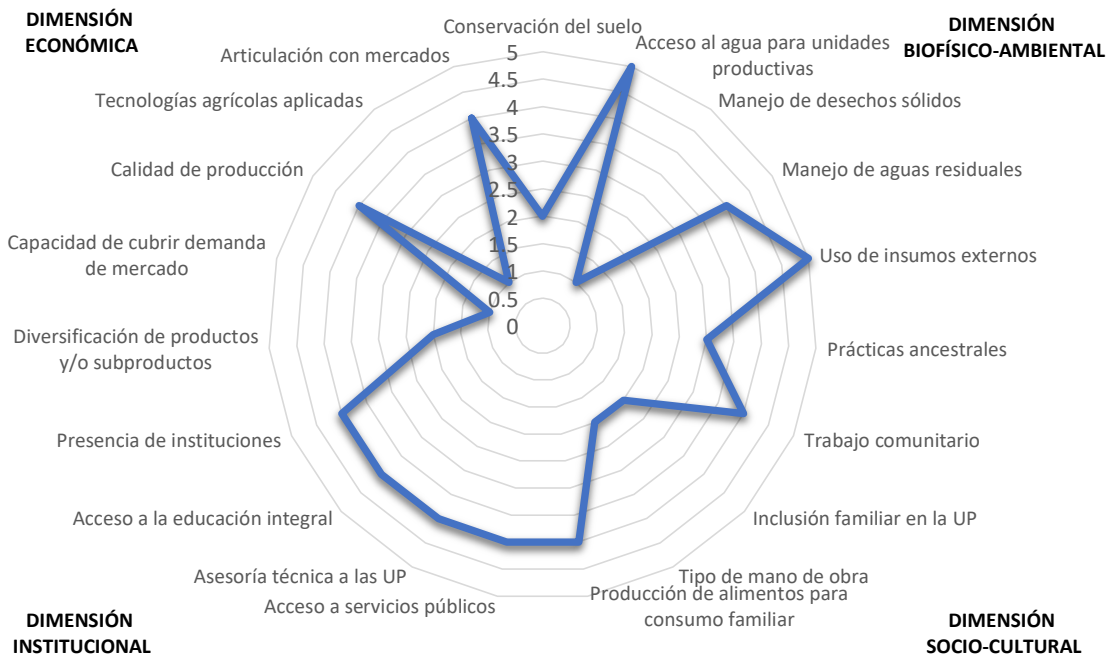 DIMENSIÓN
ECONÓMICA
DIMENSIÓN
BIOFÍSICO-AMBIENTAL
Conservación del suelo
Acceso al agua para unidades
productivas
Manejo de desechos sólidos
Manejo de aguas residuales
Uso de insumos externos
Prácticas ancestrales
Trabajo comunitario
Inclusión familiar en la UP
Tipo de mano de obra
Producción de alimentos para
consumo familiar
Acceso a servicios públicos
Asesoría técnica a las UP
Acceso a la educación integral
Presencia de instituciones
Diversificación de productos
y/o subproductos
Capacidad de cubrir demanda
de mercado
Calidad de producción
Tecnologías agrícolas aplicadas
Articulación con mercados
5
4.5
4
3.5
3
2.5
2
1.5
1
0.5
0
DIMENSIÓN
INSTITUCIONAL
DIMENSIÓN
SOCIO-CULTURAL